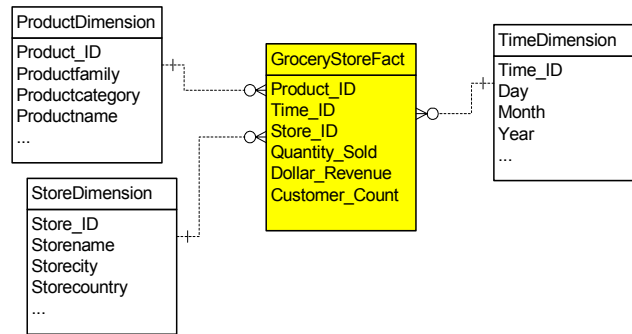 ProductDimension
Product_ID
Productfamily
Productcategory
Productname
...
GroceryStoreFact
Product_ID
Time_ID
Store_ID
Quantity_Sold
Dollar_Revenue
Customer_Count
TimeDimension
Time_ID
Day
Month
Year
...
StoreDimension
Store_ID
Storename
Storecity
Storecountry
...